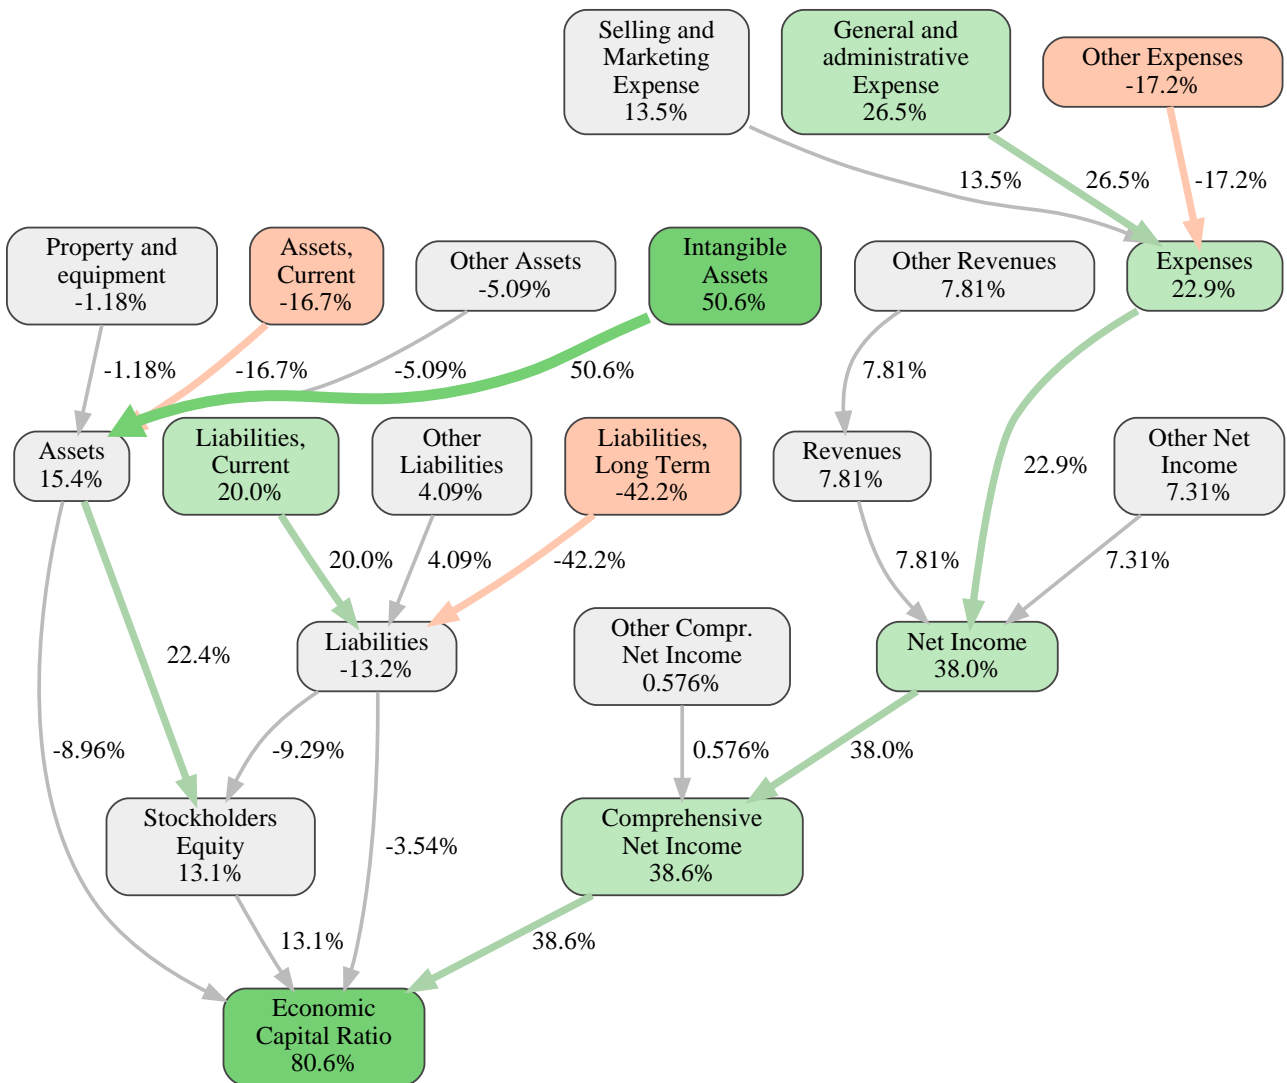 Selling and
Marketing
Expense
13.5%
General and
administrative
Expense
26.5%
Other Expenses
-17.2%
13.5%
26.5%
-17.2%
Property and
equipment
-1.18%
Assets,
Current
-16.7%
Other Assets
-5.09%
Intangible
Assets
50.6%
Other Revenues
7.81%
Expenses
22.9%
-1.18%
-16.7%
-5.09%
50.6%
7.81%
Assets
15.4%
Liabilities,
Current
20.0%
Other
Liabilities
4.09%
Liabilities,
Long Term
-42.2%
Revenues
7.81%
22.9%
Other Net
Income
7.31%
20.0%
4.09%
-42.2%
7.81%
7.31%
22.4%
Liabilities
-13.2%
Other Compr.
Net Income
0.576%
Net Income
38.0%
-8.96%
-9.29%
0.576%
38.0%
Stockholders
Equity
13.1%
-3.54%
Comprehensive
Net Income
38.6%
13.1%
38.6%
Economic
Capital Ratio
80.6%